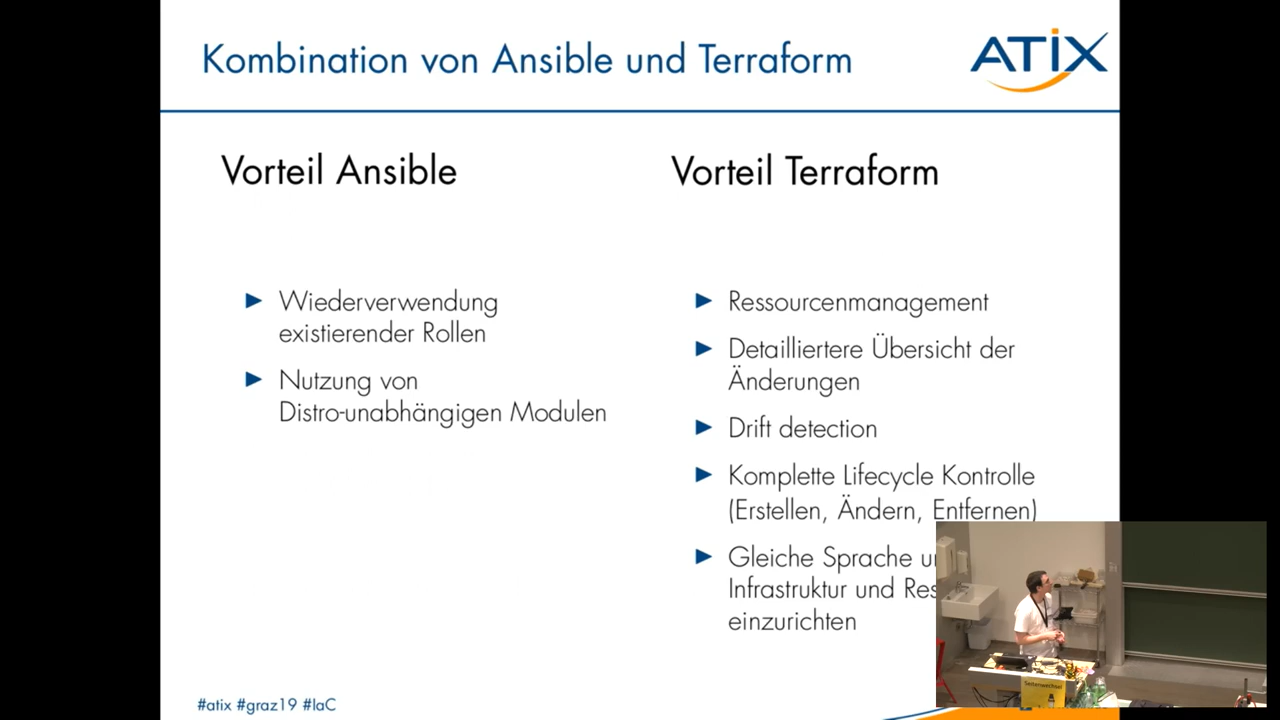 Kombination von Ansible und Terraform
ATIX
Vorteil Ansible
Wiederverwendung
existierender Rollen
Nutzung von
Distro-unabhängigen Modulen
Vorteil Terraform
Ressourcenmanagement
Detailliertere Übersicht der
Änderungen
Drift detection
Komplette Lifecycle Kontrolle
(Erstellen, Ändern, Entfernen)
Gleiche Sprache
Infrastruktur und
einzurichten
Seitenwechsel
#atix #graz19 #IaC